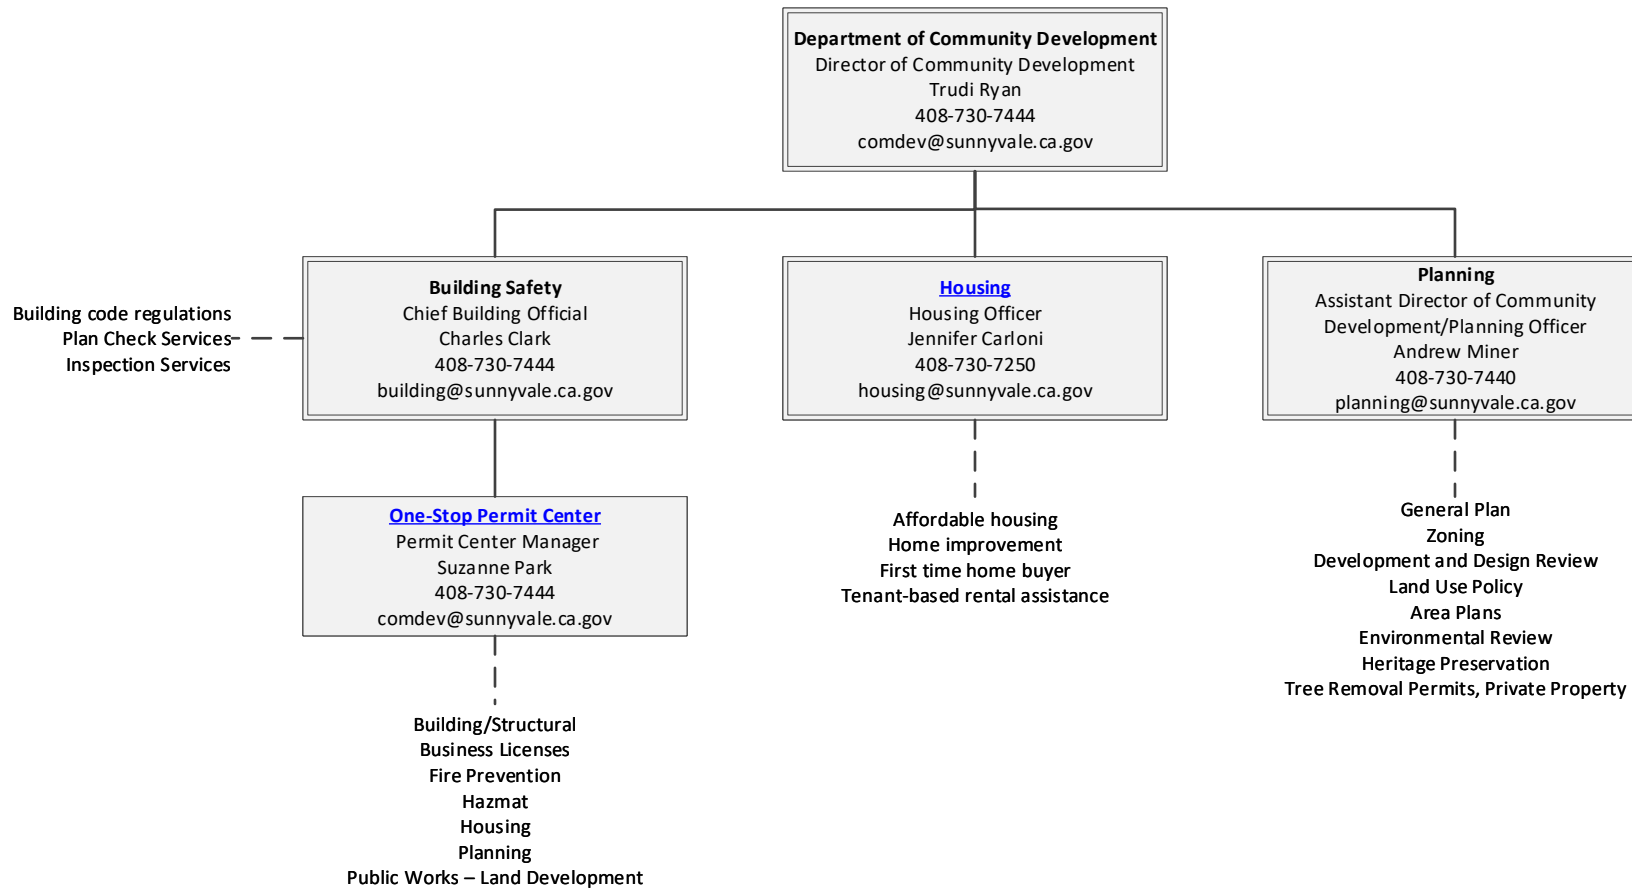 Department of Community Development
Director of Community Development
Trudi Ryan
408-730-7444
comdev@sunnyvale.ca.gov
Building code regulations
Plan Check Services
Inspection Services
Building Safety
Chief Building Official
Charles Clark
408-730-7444
building@sunnyvale.ca.gov
Housing
Housing Officer
Jennifer Carloni
408-730-7250
housing@sunnyvale.ca.gov
Planning
Assistant Director of Community
Development/Planning Officer
Andrew Miner
408-730-7440
planning@sunnyvale.ca.gov
One-Stop Permit Center
Permit Center Manager
Suzanne Park
408-730-7444
comdev@sunnyvale.ca.gov
Affordable housing
Home improvement
First time home buyer
Tenant-based rental assistance
General Plan
Zoning
Development and Design Review
Land Use Policy
Area Plans
Environmental Review
Heritage Preservation
Tree Removal Permits, Private Property
Building/Structural
Business Licenses
Fire Prevention
Hazmat
Housing
Planning
Public Works – Land Development